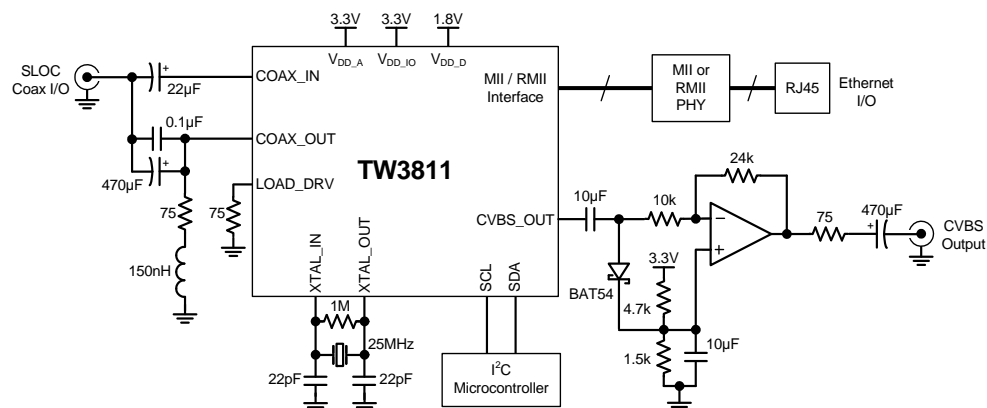 3.3V 3.3V 1.8V
V_DD_A V_DD_IO V_DD_D
SLOC
Coax I/O
22µF
+
COAX_IN
0.1µF
COAX_OUT
470µF
+
75
150nH
LOAD_DRV
75
TW3811
MII / RMII
Interface
MII or
RMII
PHY
RJ45
Ethernet
I/O
CVBS_OUT
10µF
10k
24k
−
+
75
470µF
+
CVBS
Output
BAT54
3.3V
4.7k
1.5k
10µF
XTAL_IN
XTAL_OUT
SCL
SDA
1M
25MHz
22pF
22pF
I²C
Microcontroller